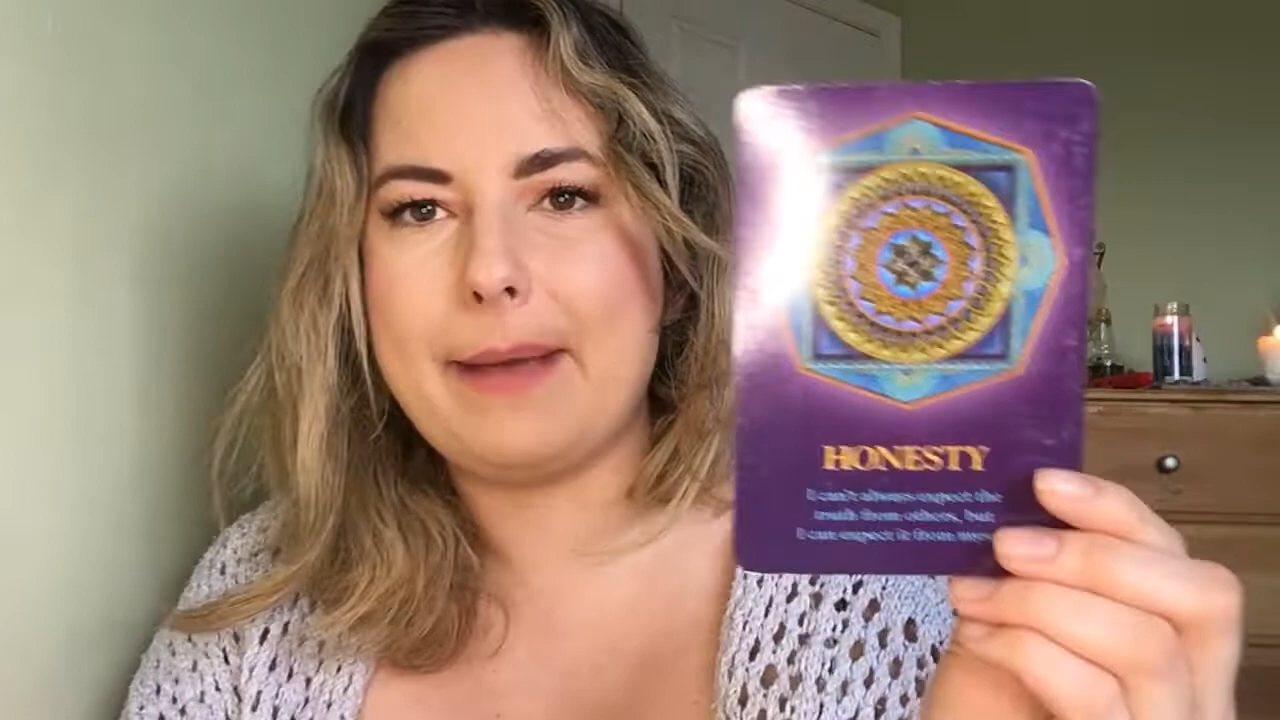 HONESTY
I can't always expect the
truth from others, but
I can expect it from